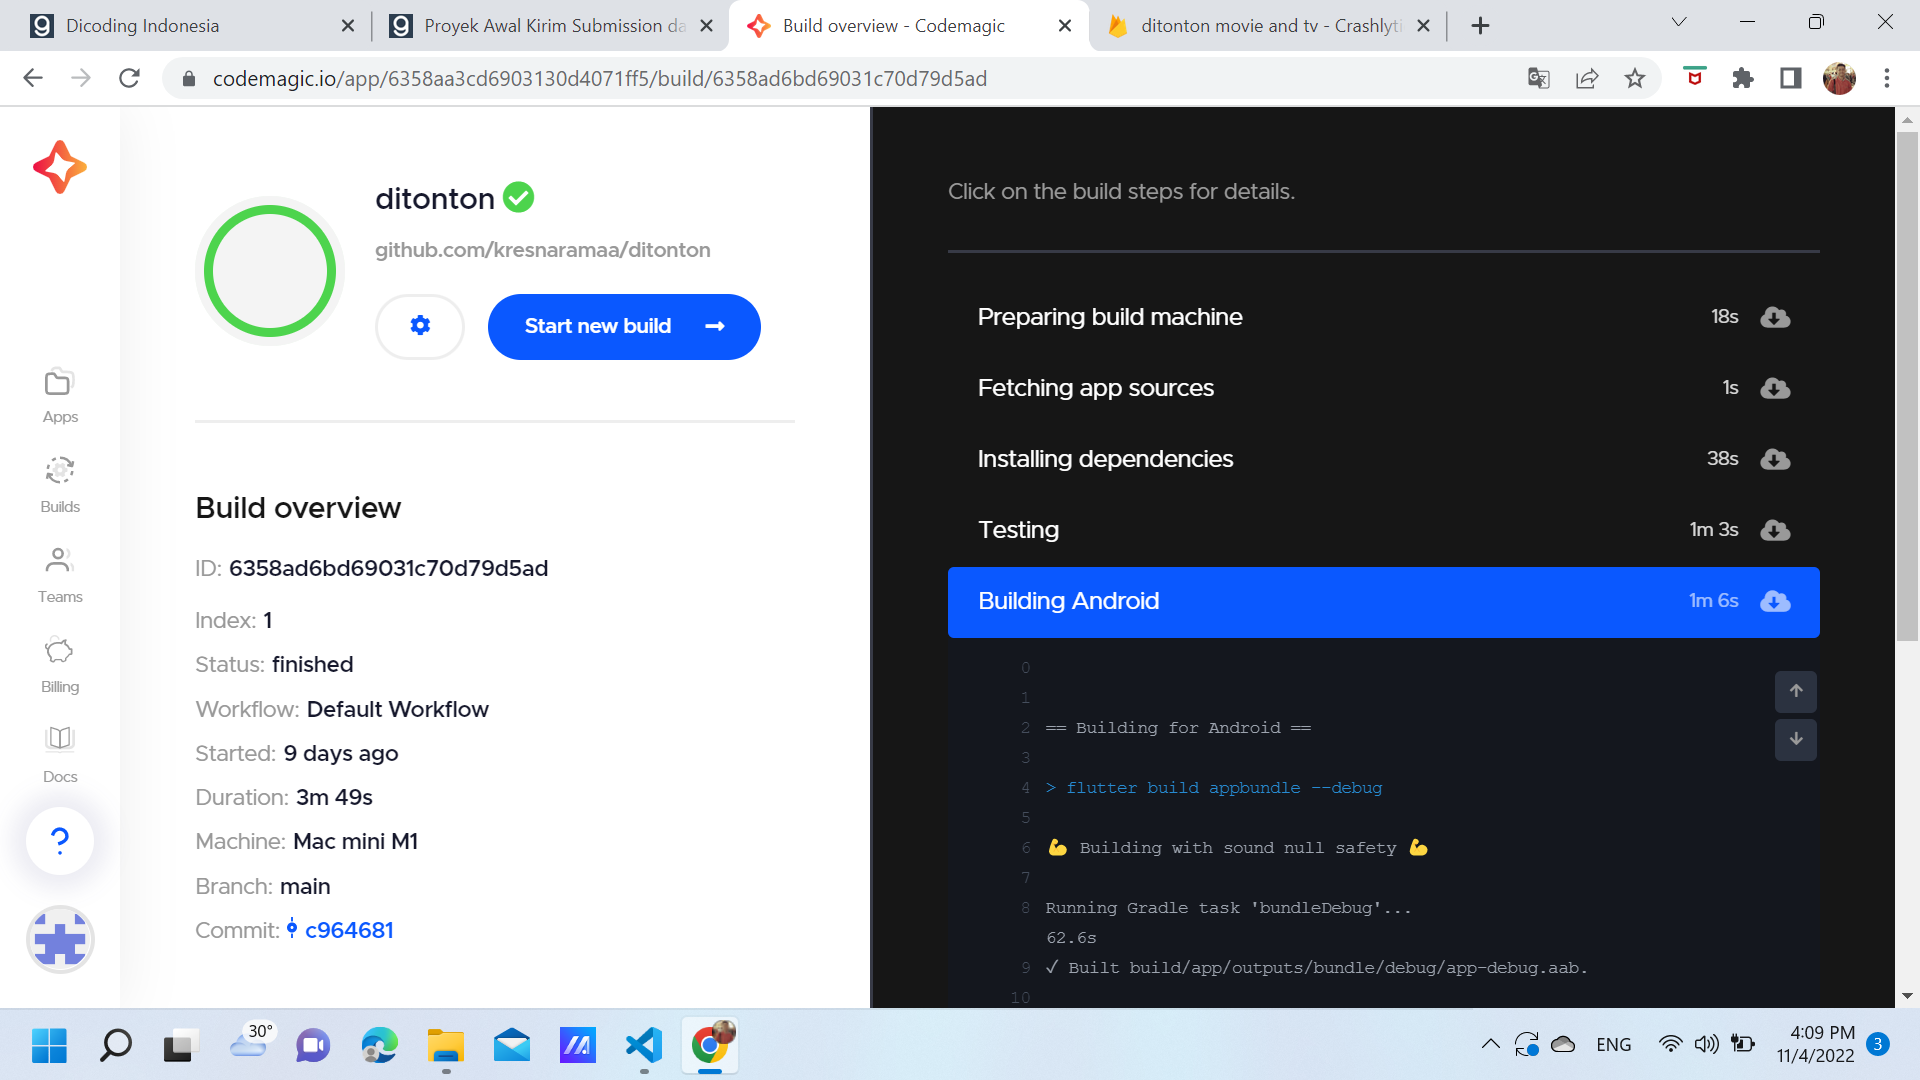 Dicoding Indonesia
Proyek Awal Kirim Submission da
Build overview - Codemagic
ditonton movie and tv - Crashlyti
codemagic.io/app/6358aa3cd6903130d4071ff5/build/6358ad6bd69031c70d79d5ad
ditonton
github.com/kresnaramaa/ditonton
Start new build
Apps
Builds
Teams
Billing
Docs
?
Build overview
ID: 6358ad6bd69031c70d79d5ad
Index: 1
Status: finished
Workflow: Default Workflow
Started: 9 days ago
Duration: 3m 49s
Machine: Mac mini M1
Branch: main
Commit: c964681
Click on the build steps for details.
Preparing build machine 18s
Fetching app sources 1s
Installing dependencies 38s
Testing 1m 3s
Building Android 1m 6s
0
1
2 == Building for Android ==
3
4 > flutter build appbundle --debug
5
6 💪 Building with sound null safety 💪
7
8 Running Gradle task 'bundleDebug'...
62.6s
9 ✓ Built build/app/outputs/bundle/debug/app-debug.aab.
10
30°
ENG
4:09 PM
11/4/2022
3